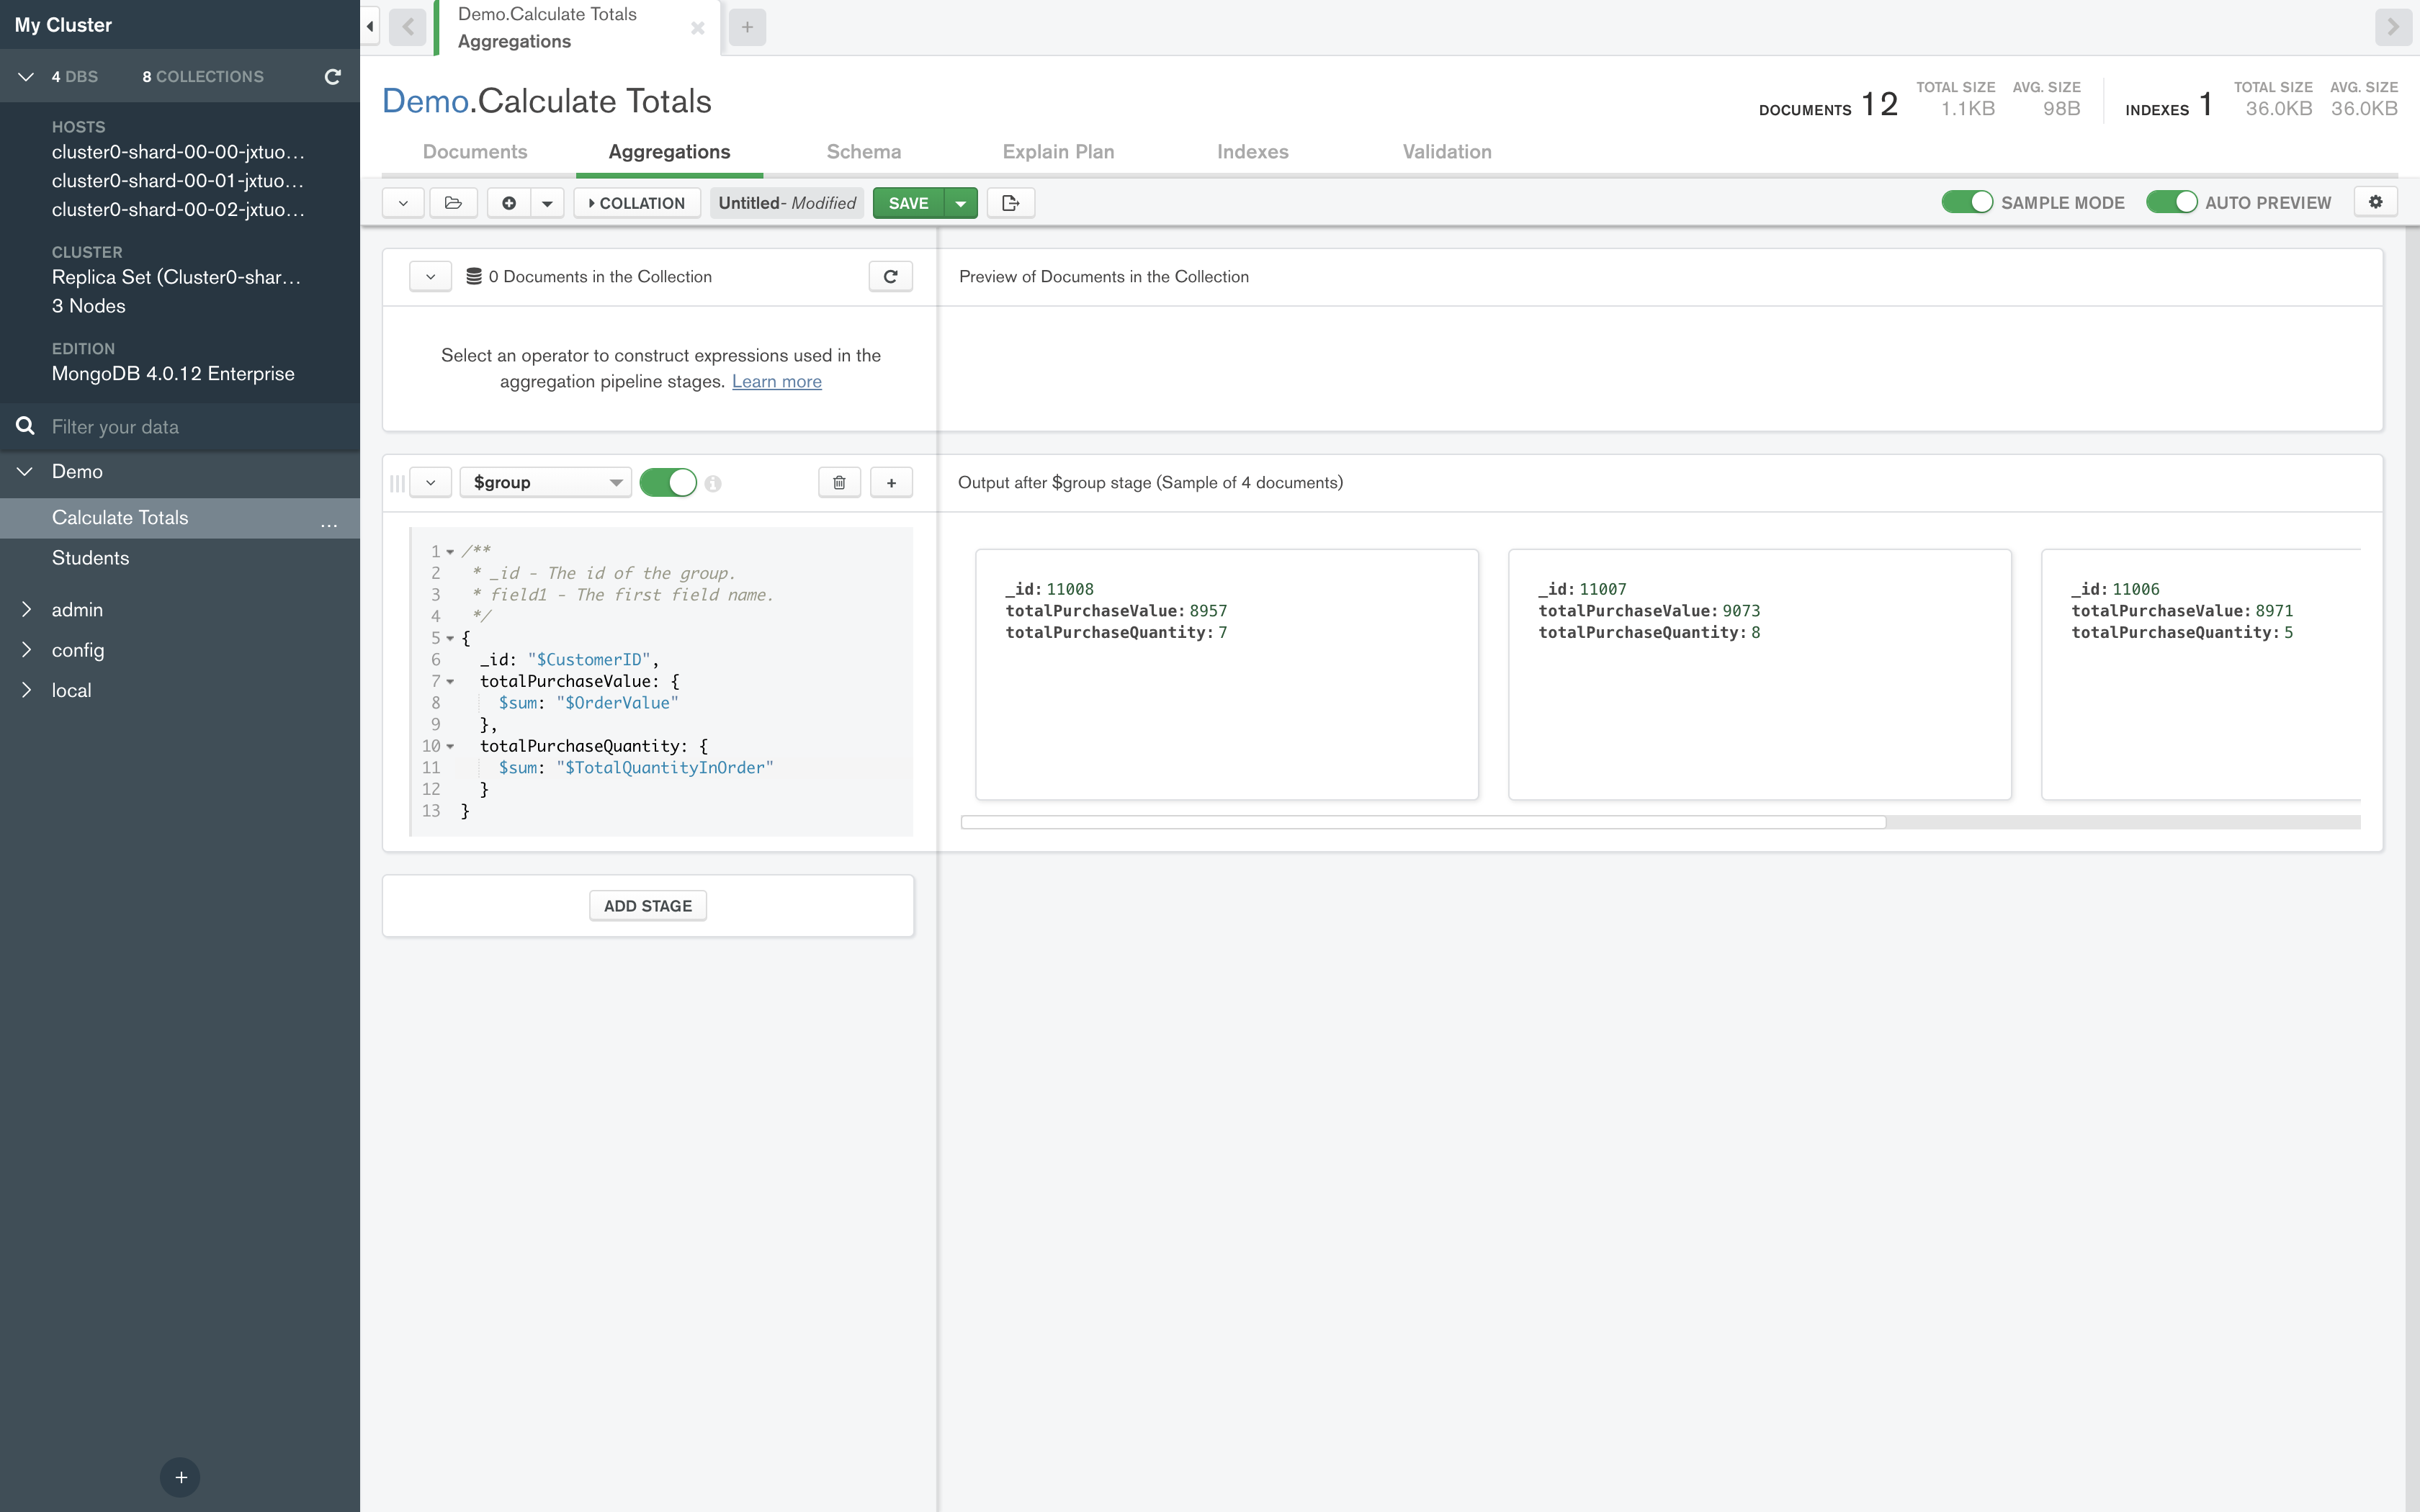 My Cluster
4 DBS 8 COLLECTIONS
HOSTS
cluster0-shard-00-00-jxtuo...
cluster0-shard-00-01-jxtuo...
cluster0-shard-00-02-jxtuo...
CLUSTER
Replica Set (Cluster0-shar...
3 Nodes
EDITION
MongoDB 4.0.12 Enterprise
Filter your data
Demo
Calculate Totals ...
Students
admin
config
local
+
Demo.Calculate Totals
Aggregations
+
Demo.Calculate Totals
DOCUMENTS 12 TOTAL SIZE 1.1KB AVG. SIZE 98B INDEXES 1 TOTAL SIZE 36.0KB AVG. SIZE 36.0KB
Documents Aggregations Schema Explain Plan Indexes Validation
COLLATION Untitled- Modified SAVE SAMPLE MODE AUTO PREVIEW
0 Documents in the Collection
Preview of Documents in the Collection
Select an operator to construct expressions used in the
aggregation pipeline stages. Learn more
$group +
Output after $group stage (Sample of 4 documents)
1 /**
2 * _id - The id of the group.
3 * field1 - The first field name.
4 */
5 {
6 _id: "$CustomerID",
7 totalPurchaseValue: {
8 $sum: "$OrderValue"
9 },
10 totalPurchaseQuantity: {
11 $sum: "$TotalQuantityInOrder"
12 }
13 }
_id: 11008
totalPurchaseValue: 8957
totalPurchaseQuantity: 7
_id: 11007
totalPurchaseValue: 9073
totalPurchaseQuantity: 8
_id: 11006
totalPurchaseValue: 8971
totalPurchaseQuantity: 5
ADD STAGE